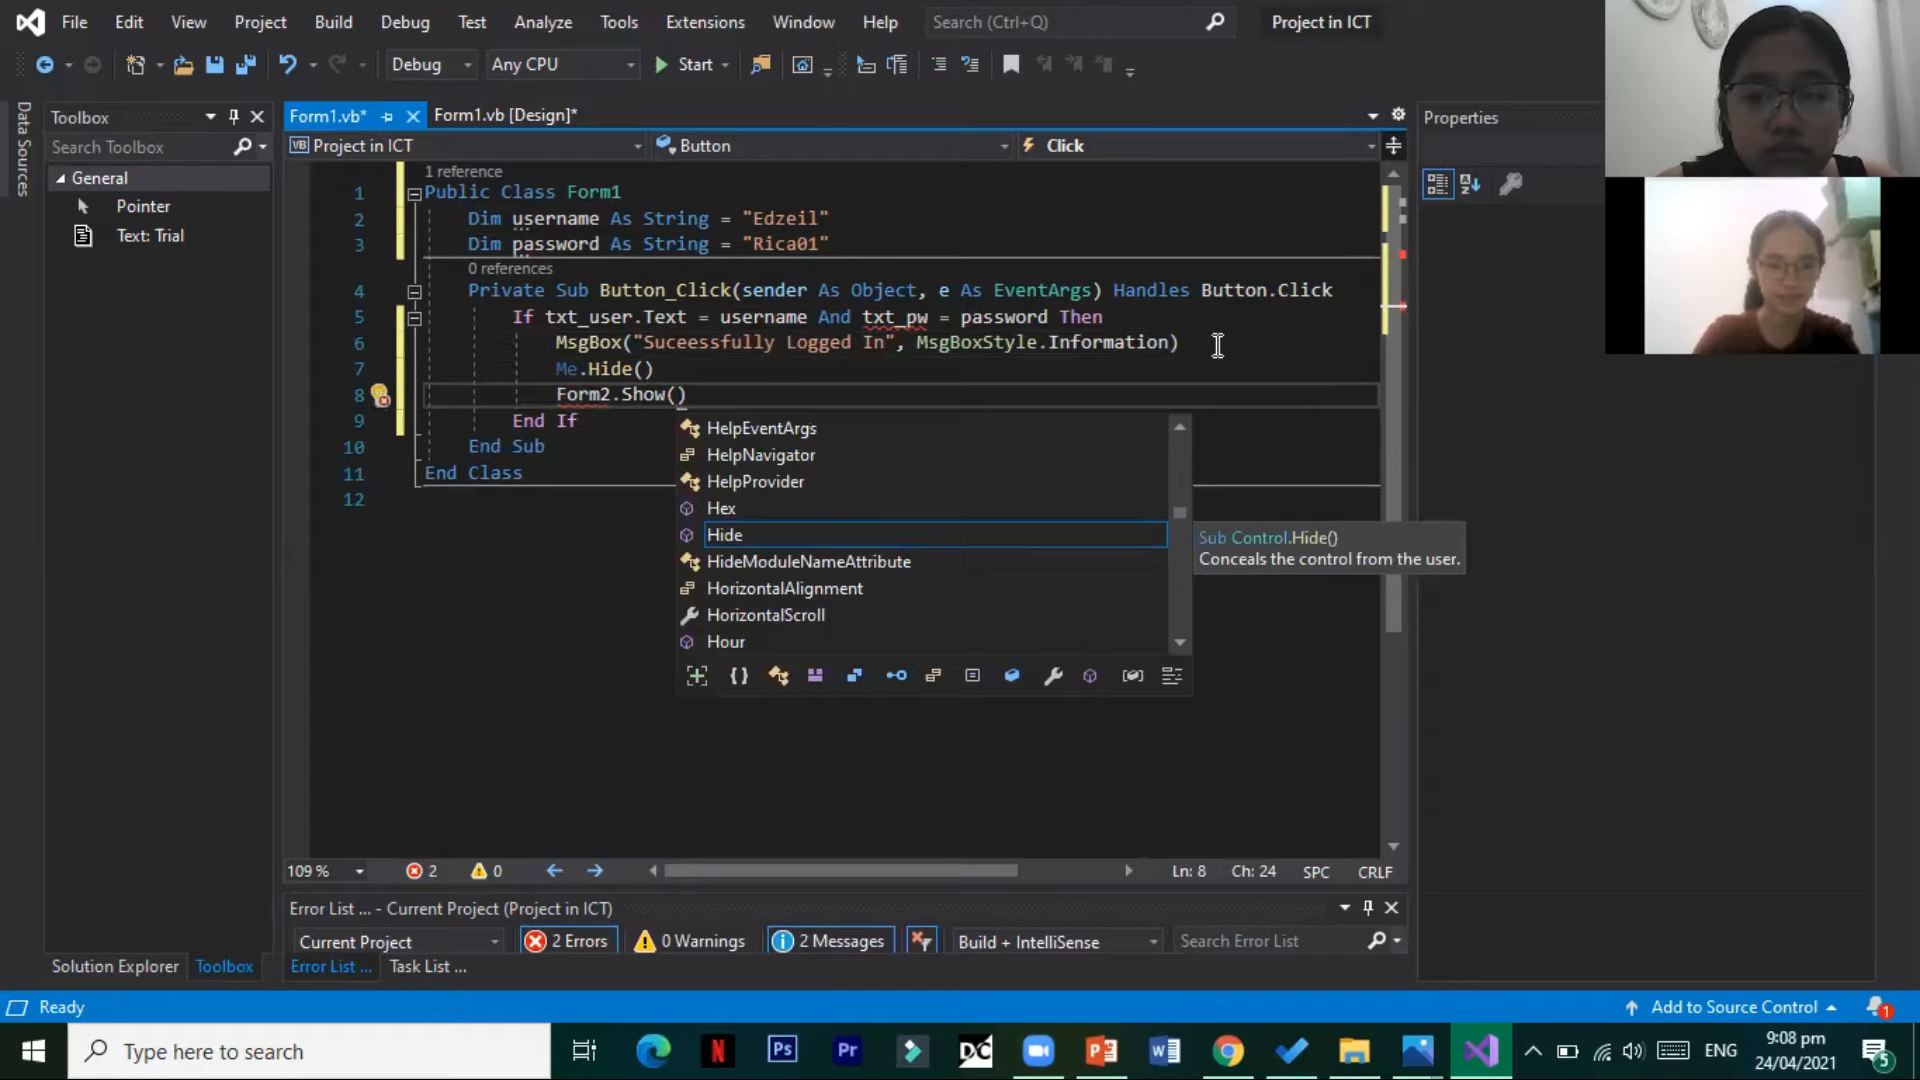 File Edit View Project Build Debug Test Analyze Tools Extensions Window Help Search (Ctrl+Q) Project in ICT
Debug Any CPU Start
Data Sources
Toolbox
Search Toolbox
General
Pointer
Text: Trial
Form1.vb* Form1.vb [Design]*
VB Project in ICT Button Click
1 reference
1 Public Class Form1
2 Dim username As String = "Edzeil"
3 Dim password As String = "Rica01"
0 references
4 Private Sub Button_Click(sender As Object, e As EventArgs) Handles Button.Click
5 If txt_user.Text = username And txt_pw = password Then
6 MsgBox("Suceessfully Logged In", MsgBoxStyle.Information)
7 Me.Hide()
8 Form2.Show()
9 End If
10 End Sub
11 End Class
12
HelpEventArgs
HelpNavigator
HelpProvider
Hex
Hide
HideModuleNameAttribute
HorizontalAlignment
HorizontalScroll
Hour
Sub Control.Hide()
Conceals the control from the user.
Properties
109 % 2 0 Ln: 8 Ch: 24 SPC CRLF
Error List ... - Current Project (Project in ICT)
Current Project 2 Errors 0 Warnings 2 Messages Build + IntelliSense Search Error List
Solution Explorer Toolbox Error List ... Task List ...
Ready Add to Source Control 1
Type here to search
N Ps Pr DC ENG
9:08 pm
24/04/2021
5